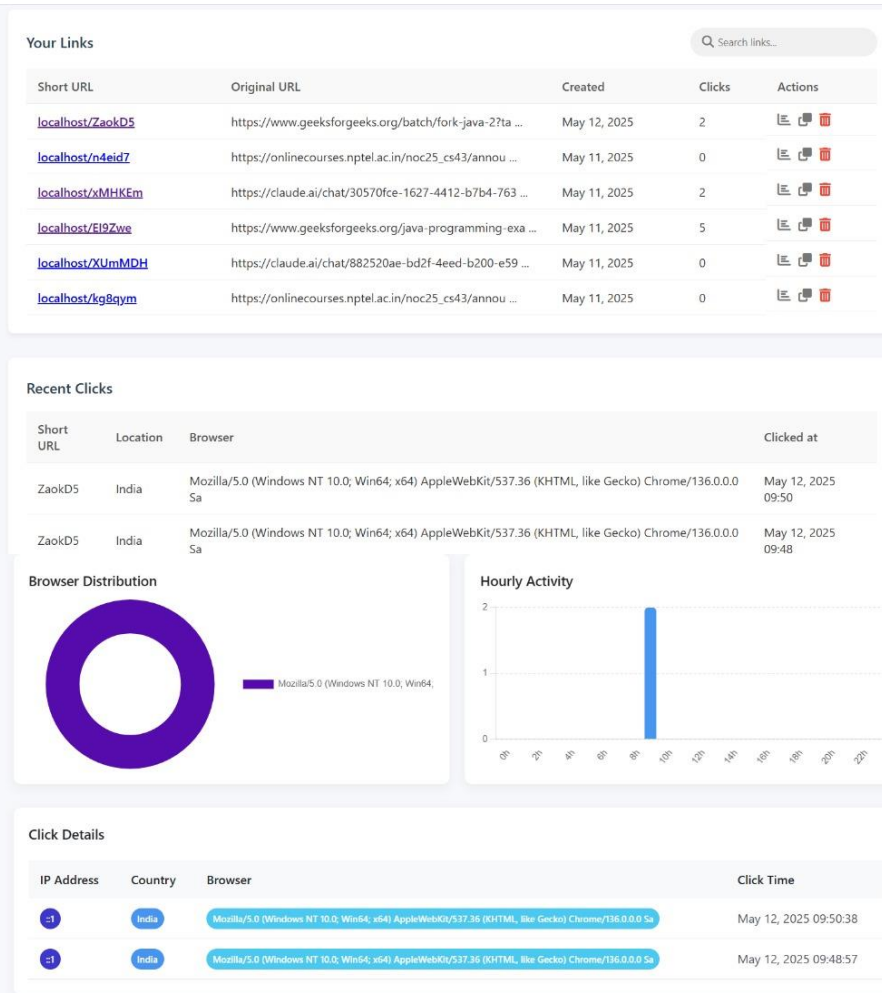 Your Links
Search links...
Short URL Original URL Created Clicks Actions
localhost/ZaokD5 https://www.geeksforgeeks.org/batch/fork-java-2?ta ... May 12, 2025 2
localhost/n4eid7 https://onlinecourses.nptel.ac.in/noc25_cs43/annou ... May 11, 2025 0
localhost/xMHKEm https://claude.ai/chat/30570fce-1627-4412-b7b4-763 ... May 11, 2025 2
localhost/EI9Zwe https://www.geeksforgeeks.org/java-programming-exa ... May 11, 2025 5
localhost/XUmMDH https://claude.ai/chat/882520ae-bd2f-4eed-b200-e59 ... May 11, 2025 0
localhost/kg8qym https://onlinecourses.nptel.ac.in/noc25_cs43/annou ... May 11, 2025 0
Recent Clicks
Short URL Location Browser Clicked at
ZaokD5 India Mozilla/5.0 (Windows NT 10.0; Win64; x64) AppleWebKit/537.36 (KHTML, like Gecko) Chrome/136.0.0.0 May 12, 2025
Sa 09:50
ZaokD5 India Mozilla/5.0 (Windows NT 10.0; Win64; x64) AppleWebKit/537.36 (KHTML, like Gecko) Chrome/136.0.0.0 May 12, 2025
Sa 09:48
Browser Distribution
Mozilla/5.0 (Windows NT 10.0; Win64;
Hourly Activity
2
1
0
0h 2h 4h 6h 8h 10h 12h 14h 16h 18h 20h 22h
Click Details
IP Address Country Browser Click Time
::1 India Mozilla/5.0 (Windows NT 10.0; Win64; x64) AppleWebKit/537.36 (KHTML, like Gecko) Chrome/136.0.0.0 Sa May 12, 2025 09:50:38
::1 India Mozilla/5.0 (Windows NT 10.0; Win64; x64) AppleWebKit/537.36 (KHTML, like Gecko) Chrome/136.0.0.0 Sa May 12, 2025 09:48:57